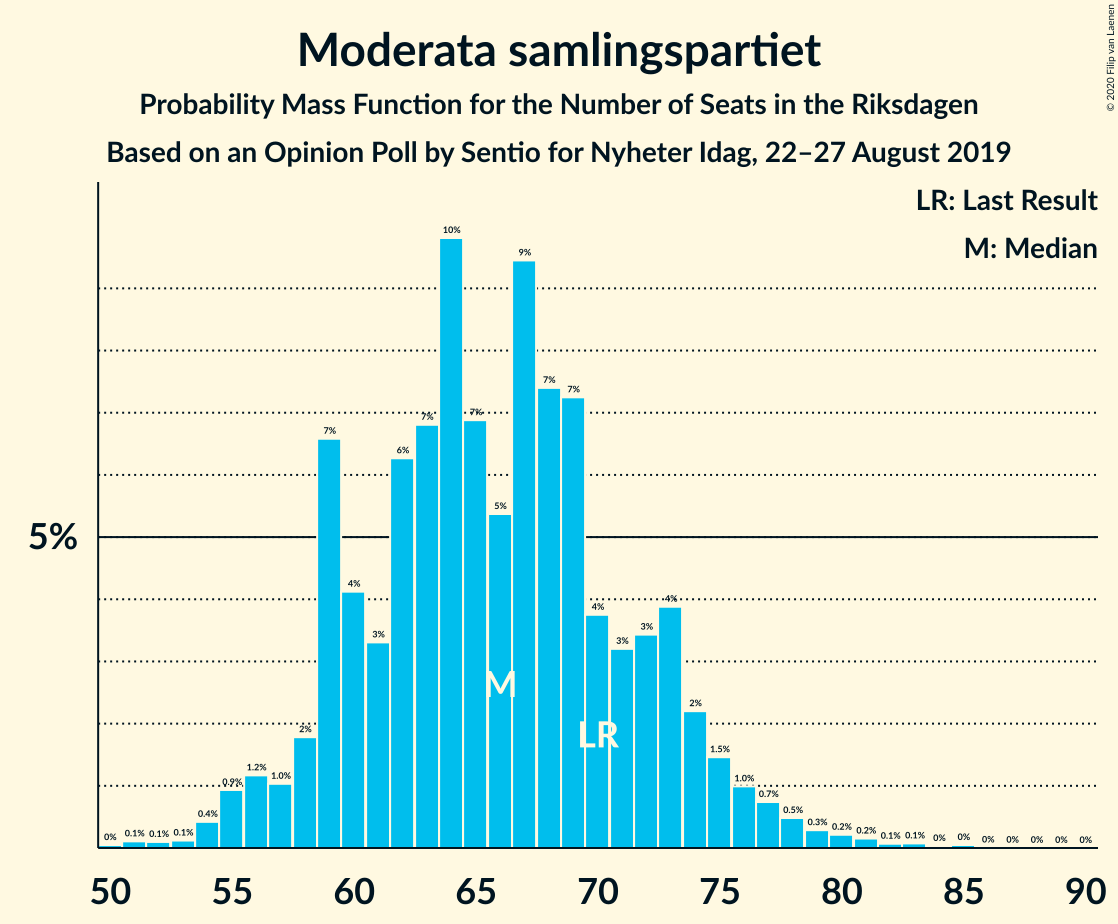 Moderata samlingspartiet
Probability Mass Function for the Number of Seats in the Riksdagen
Based on an Opinion Poll by Sentio for Nyheter Idag, 22–27 August 2019
© 2020 Filip van Laenen
LR: Last Result
M: Median
5%
0% 0.1% 0.1% 0.1% 0.4% 0.9% 1.2% 1.0% 2% 7% 4% 3% 6% 7% 10% 7% 5% 9% 7% 7% 4% 3% 3% 4% 2% 1.5% 1.0% 0.7% 0.5% 0.3% 0.2% 0.2% 0.1% 0.1% 0% 0% 0% 0% 0% 0% 0%
M
LR
50 55 60 65 70 75 80 85 90